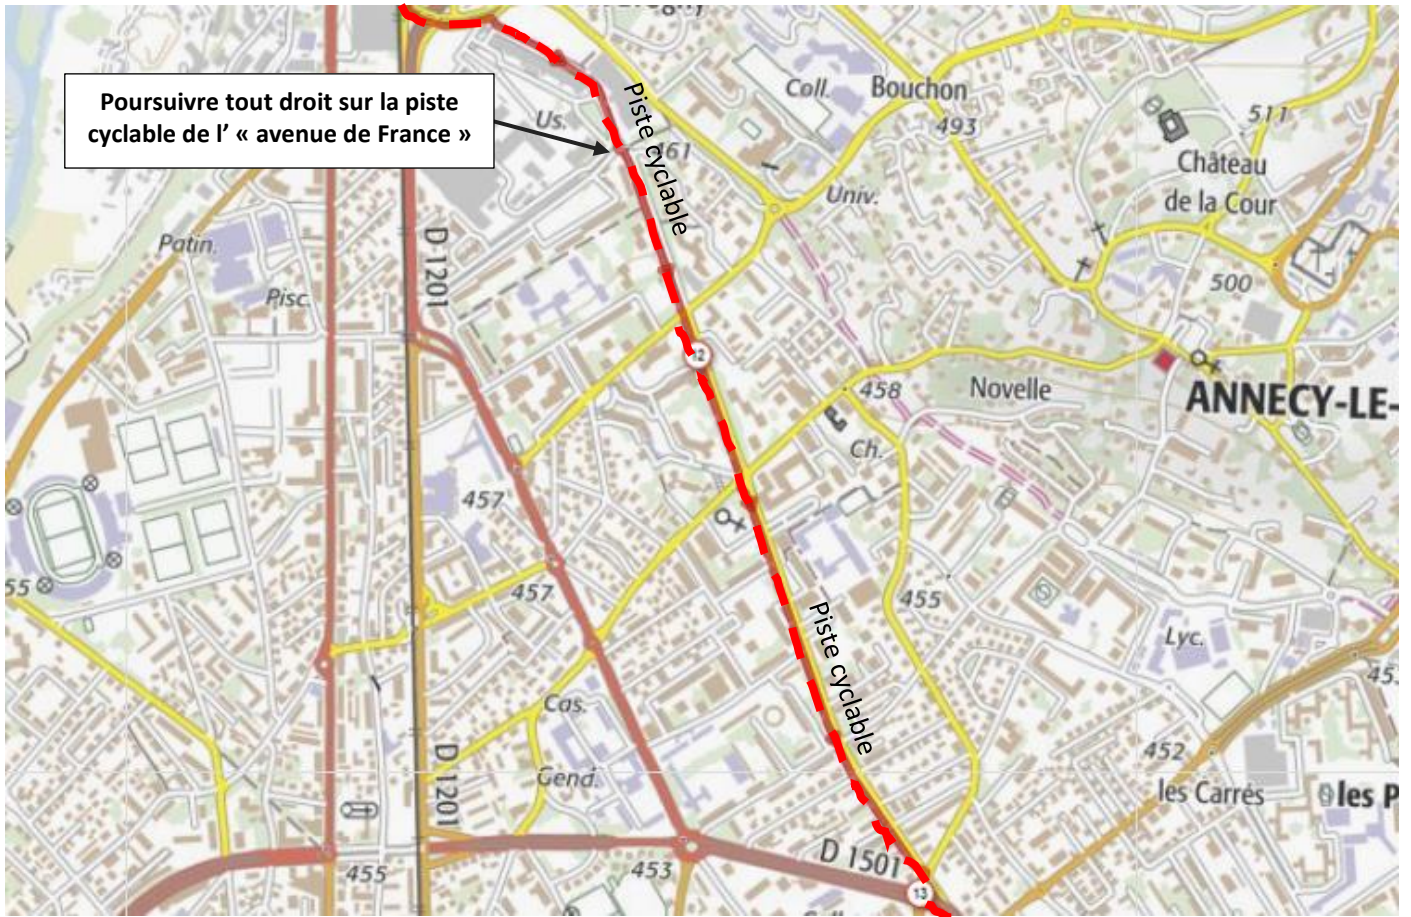 Poursuivre tout droit sur la piste
cyclable de l’ « avenue de France »
Coll.
Bouchon
Us.
Piste cyclable
461
493
511
Château
de la Cour
Univ.
Patin.
D 1201
Pisc.
500
12
458
Novelle
ANNECY-LE-
Ch.
457
55
457
455
Piste cyclable
Lyc.
45
Cas.
452
D 1201
Gend.
les Carrés
les P
D 1501
455
453
13